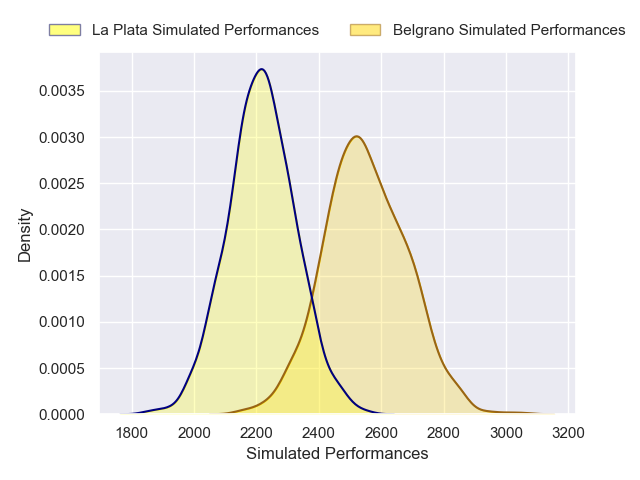 La Plata Simulated Performances
Belgrano Simulated Performances
0.0035
0.0030
0.0025
0.0020
0.0015
0.0010
0.0005
0.0000
Density
1800 2000 2200 2400 2600 2800 3000 3200
Simulated Performances